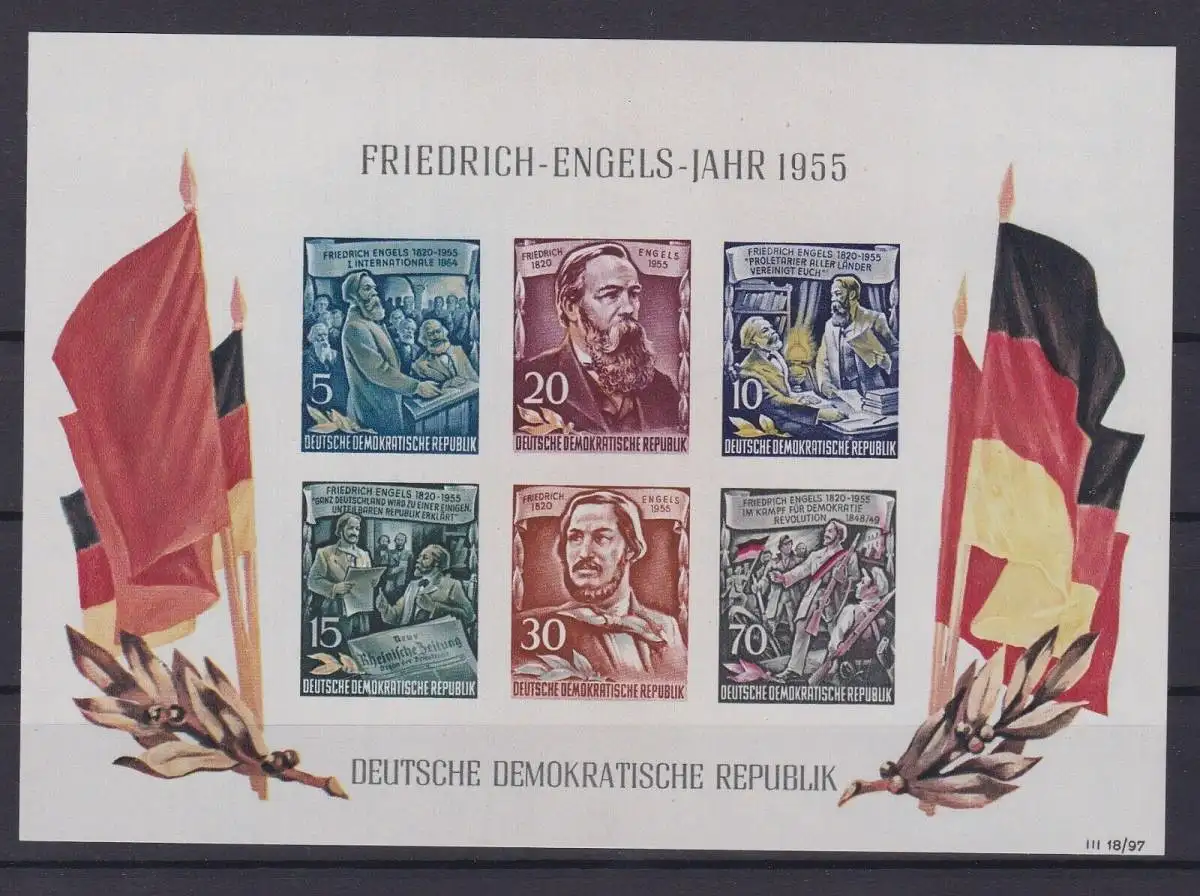 FRIEDRICH-ENGELS-JAHR 1955
FRIEDRICH ENGELS 1820-1955
I. INTERNATIONALE 1864
5
DEUTSCHE DEMOKRATISCHE REPUBLIK
FRIEDRICH ENGELS
1820 1955
20
DEUTSCHE DEMOKRATISCHE REPUBLIK
FRIEDRICH ENGELS 1820-1955
"PROLETARIER ALLER LÄNDER
VEREINIGT EUCH"
10
DEUTSCHE DEMOKRATISCHE REPUBLIK
FRIEDRICH ENGELS 1820-1955
"GANZ DEUTSCHLAND WIRD ZU EINER EINIGEN,
UNTEILBAREN REPUBLIK ERKLÄRT"
15
Neue
Rheinische Zeitung
Organ der Demokratie
DEUTSCHE DEMOKRATISCHE REPUBLIK
FRIEDRICH ENGELS
1820 1955
30
DEUTSCHE DEMOKRATISCHE REPUBLIK
FRIEDRICH ENGELS 1820-1955
IM KAMPF FÜR DEMOKRATIE
REVOLUTION 1848/49
70
DEUTSCHE DEMOKRATISCHE REPUBLIK
DEUTSCHE DEMOKRATISCHE REPUBLIK
III 18/97